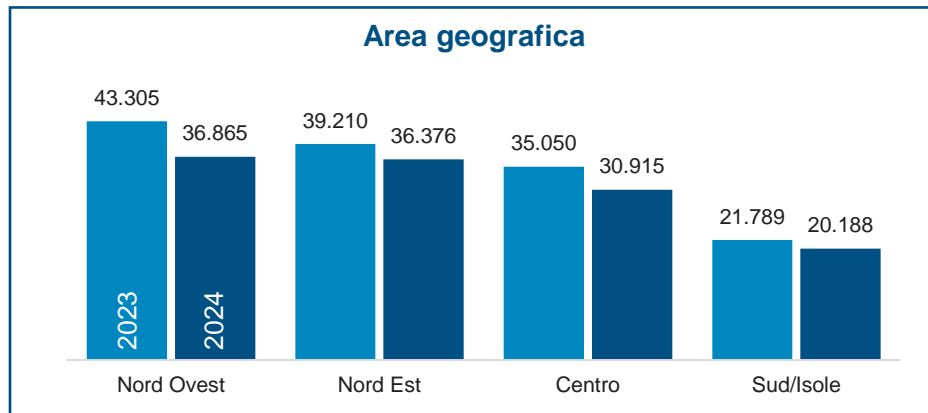 Area geografica
43.305
36.865
39.210
36.376
35.050
30.915
21.789
20.188
2023
2024
Nord Ovest
Nord Est
Centro
Sud/Isole